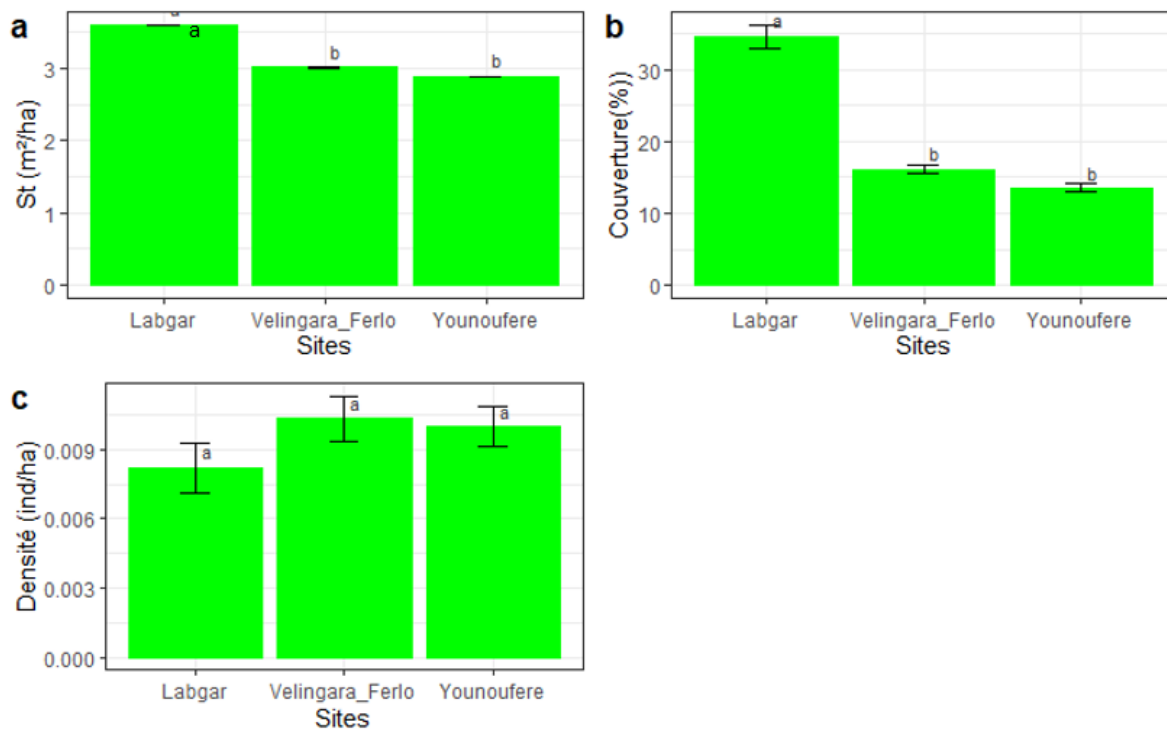 a
St (m²/ha)
3
2
1
0
a
a
b
b
Labgar Velingara_Ferlo Younoufere
Sites
b
Couverture(%))
30
20
10
0
a
b
b
Labgar Velingara_Ferlo Younoufere
Sites
c
Densité (ind/ha)
0.009
0.006
0.003
0.000
a
a
a
Labgar Velingara_Ferlo Younoufere
Sites